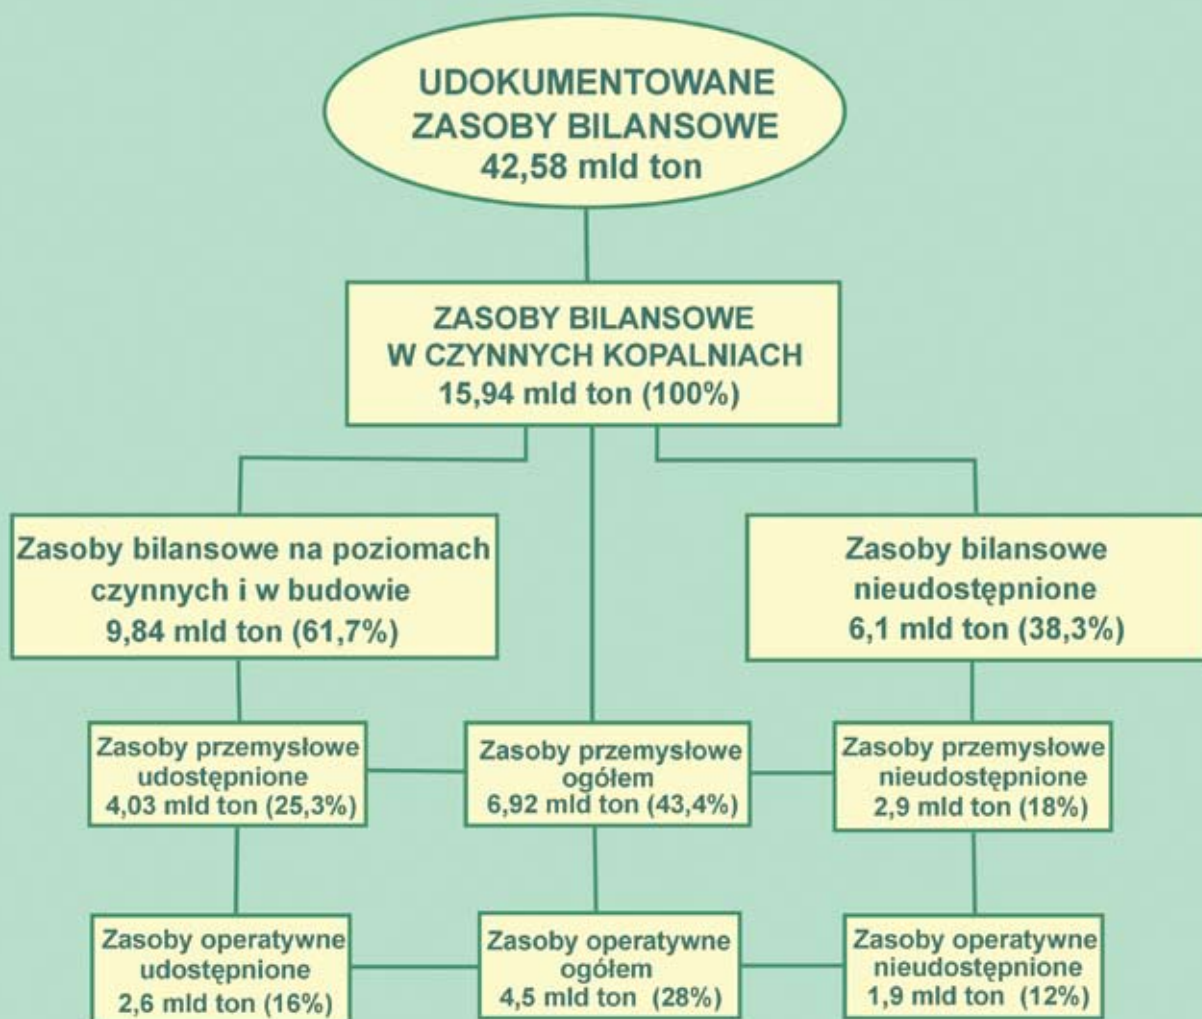 UDOKUMENTOWANE
ZASOBY BILANSOWE
42,58 mld ton
ZASOBY BILANSOWE
W CZYNNYCH KOPALNIACH
15,94 mld ton (100%)
Zasoby bilansowe na poziomach
czynnych i w budowie
9,84 mld ton (61,7%)
Zasoby bilansowe
nieudostępnione
6,1 mld ton (38,3%)
Zasoby przemysłowe
udostępnione
4,03 mld ton (25,3%)
Zasoby przemysłowe
ogółem
6,92 mld ton (43,4%)
Zasoby przemysłowe
nieudostępnione
2,9 mld ton (18%)
Zasoby operatywne
udostępnione
2,6 mld ton (16%)
Zasoby operatywne
ogółem
4,5 mld ton (28%)
Zasoby operatywne
nieudostępnione
1,9 mld ton (12%)